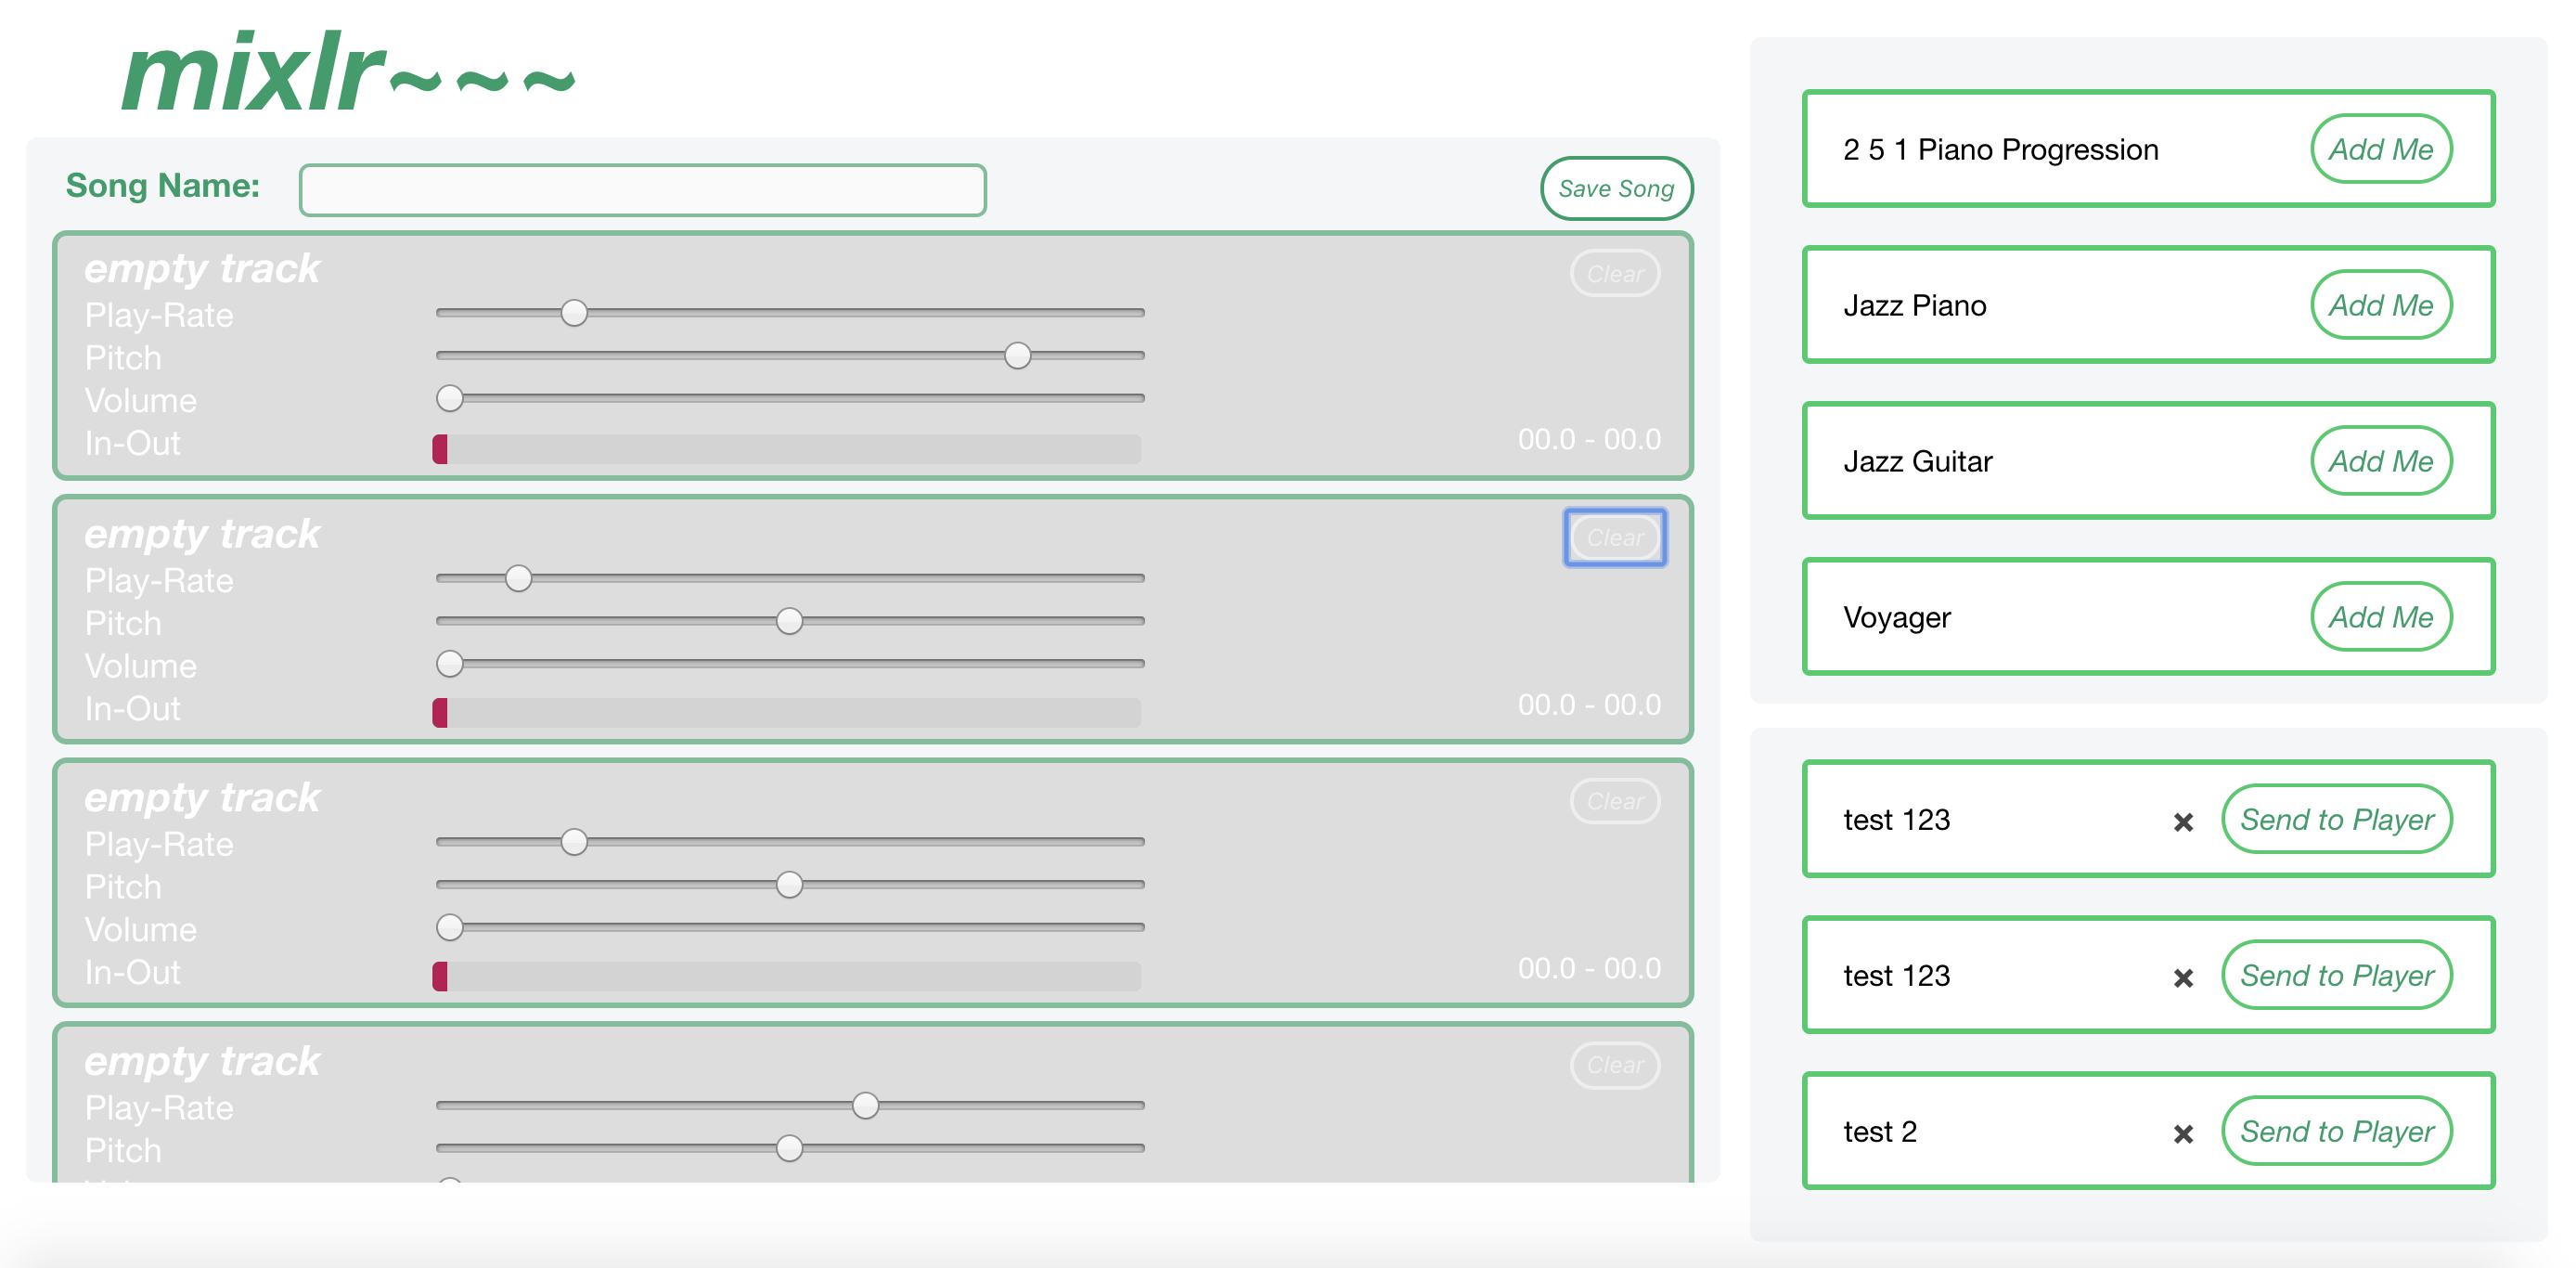 mixlr~~~
Song Name:
Save Song
empty track
Clear
Play-Rate
Pitch
Volume
In-Out
00.0 - 00.0
empty track
Clear
Play-Rate
Pitch
Volume
In-Out
00.0 - 00.0
empty track
Clear
Play-Rate
Pitch
Volume
In-Out
00.0 - 00.0
empty track
Clear
Play-Rate
Pitch
2 5 1 Piano Progression
Add Me
Jazz Piano
Add Me
Jazz Guitar
Add Me
Voyager
Add Me
test 123
× Send to Player
test 123
× Send to Player
test 2
× Send to Player